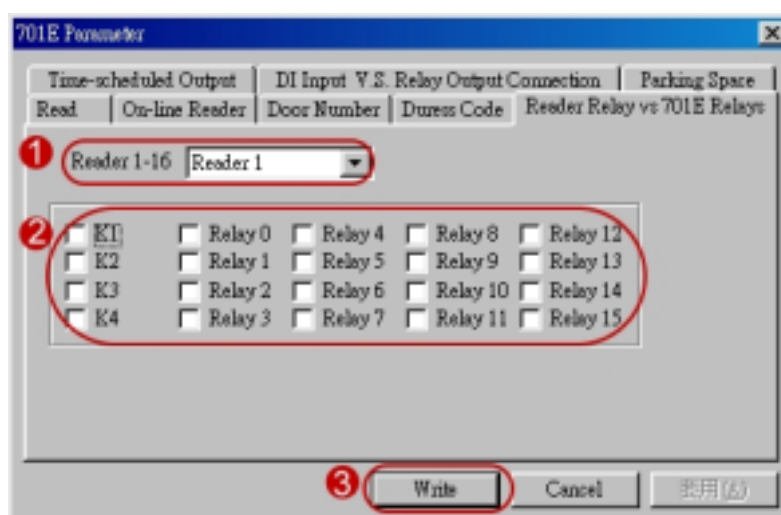 701E Parameter
Time-scheduled Output DI Input V.S. Relay Output Connection Parking Space
Read On-line Reader Door Number Duress Code Reader Relay vs 701E Relays
1 Reader 1-16 Reader 1
2 K1 Relay 0 Relay 4 Relay 8 Relay 12
K2 Relay 1 Relay 5 Relay 9 Relay 13
K3 Relay 2 Relay 6 Relay 10 Relay 14
K4 Relay 3 Relay 7 Relay 11 Relay 15
3 Write Cancel 套用(A)